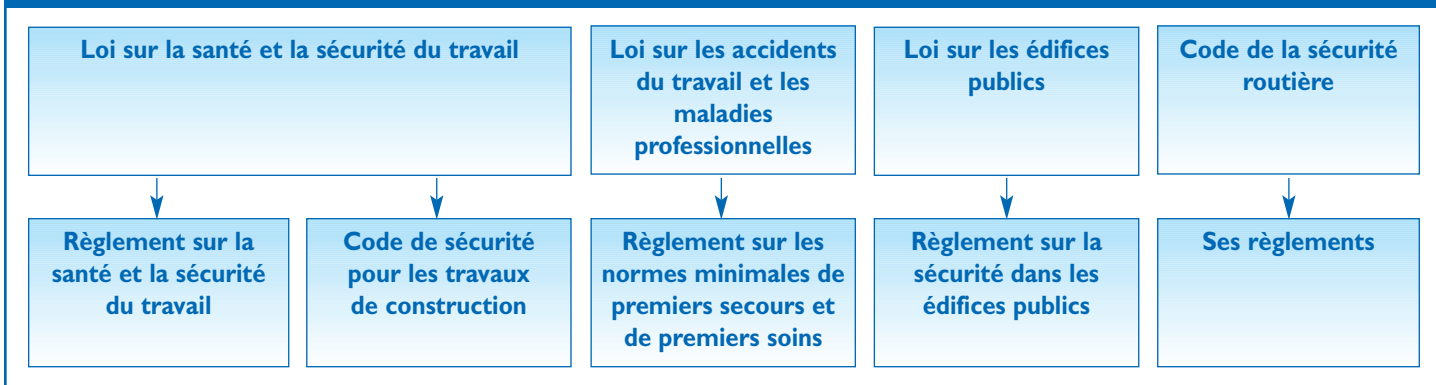 Loi sur la santé et la sécurité du travail
Loi sur les accidents
du travail et les
maladies
professionnelles
Loi sur les édifices
publics
Code de la sécurité
routière
Règlement sur la
santé et la sécurité
du travail
Code de sécurité
pour les travaux
de construction
Règlement sur les
normes minimales de
premiers secours et
de premiers soins
Règlement sur la
sécurité dans les
édifices publics
Ses règlements